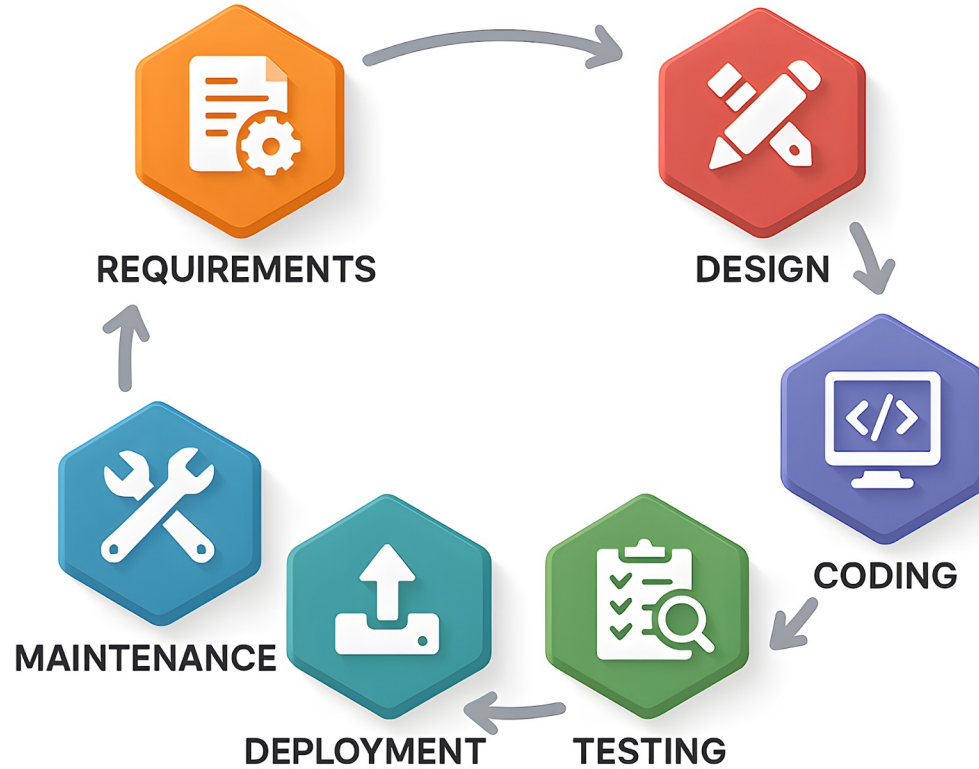 REQUIREMENTS
DESIGN
</>
CODING
TESTING
DEPLOYMENT
MAINTENANCE